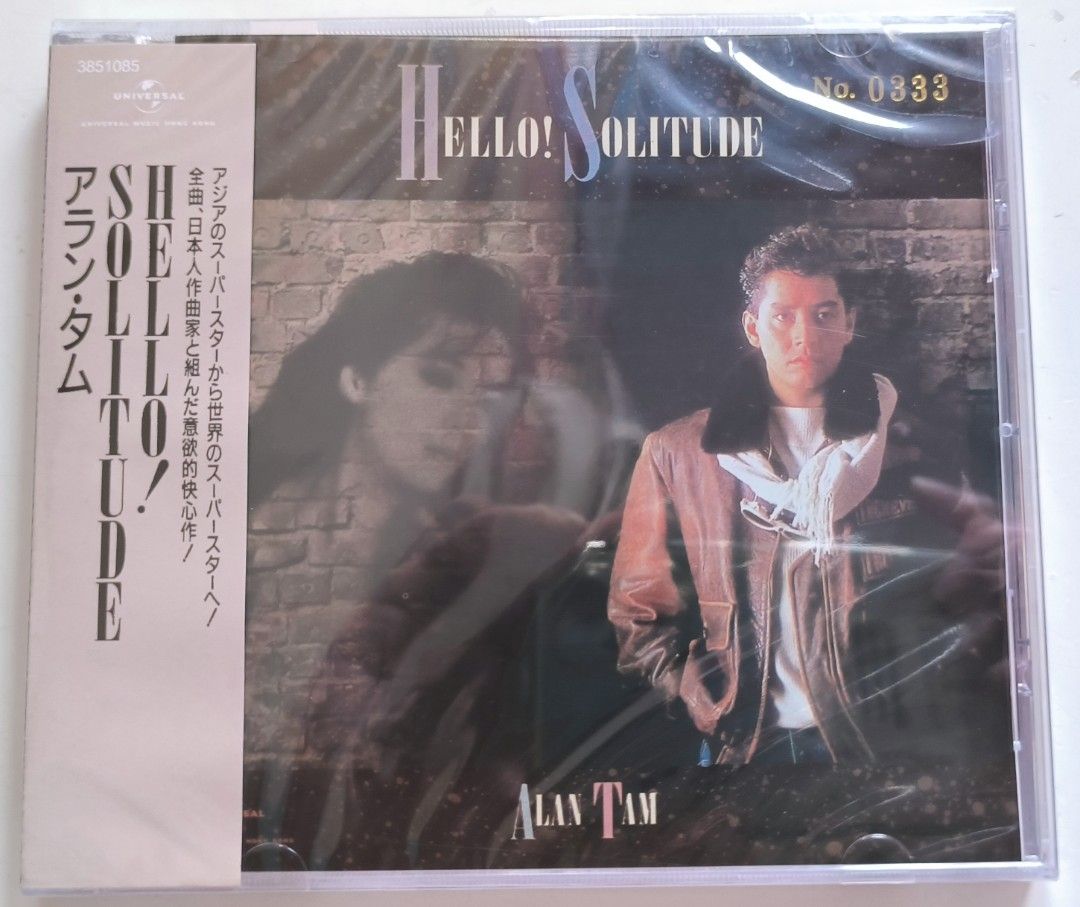 3851085
UNIVERSAL
UNIVERSAL MUSIC HONG KONG
アジアのスーパースターから世界のスーパースターへ!
全曲、日本人作曲家と組んだ意欲的快心作!
HELLO!
SOLITUDE
アラン・タム
HELLO! SOLITUDE
No. 0333
ALAN TAM